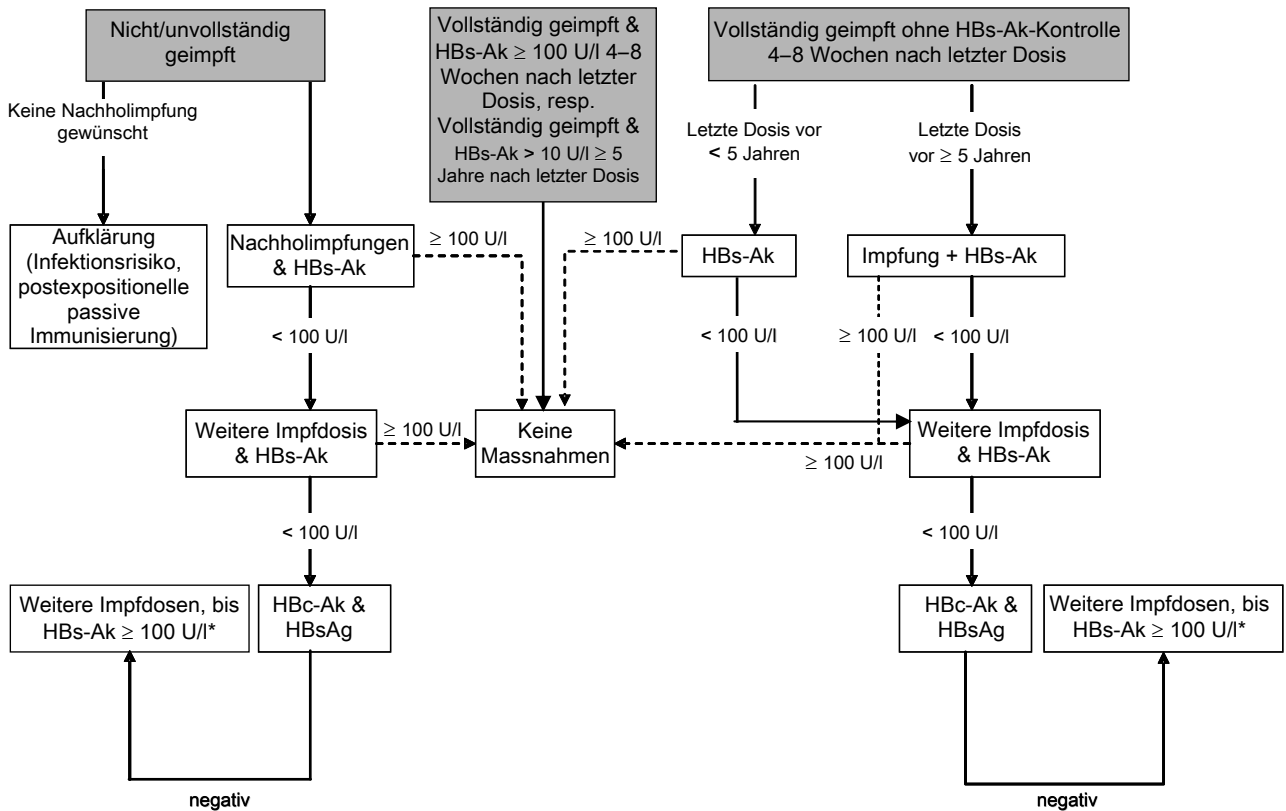 Nicht/unvollständig
geimpft
Vollständig geimpft &
HBs-Ak ≥ 100 U/l 4–8
Wochen nach letzter
Dosis, resp.
Vollständig geimpft &
HBs-Ak > 10 U/l ≥ 5
Jahre nach letzter Dosis
Vollständig geimpft ohne HBs-Ak-Kontrolle
4–8 Wochen nach letzter Dosis
Keine Nachholimpfung
gewünscht
Letzte Dosis vor
< 5 Jahren
Letzte Dosis
vor ≥ 5 Jahren
Aufklärung
(Infektionsrisiko,
postexpositionelle
passive
Immunisierung)
Nachholimpfungen
& HBs-Ak
≥ 100 U/l
≥ 100 U/l
HBs-Ak
Impfung + HBs-Ak
< 100 U/l
< 100 U/l
≥ 100 U/l
< 100 U/l
Weitere Impfdosis
& HBs-Ak
≥ 100 U/l
Keine
Massnahmen
≥ 100 U/l
Weitere Impfdosis
& HBs-Ak
< 100 U/l
< 100 U/l
Weitere Impfdosen, bis
HBs-Ak ≥ 100 U/l*
HBc-Ak &
HBsAg
HBc-Ak &
HBsAg
Weitere Impfdosen, bis
HBs-Ak ≥ 100 U/l*
negativ
negativ